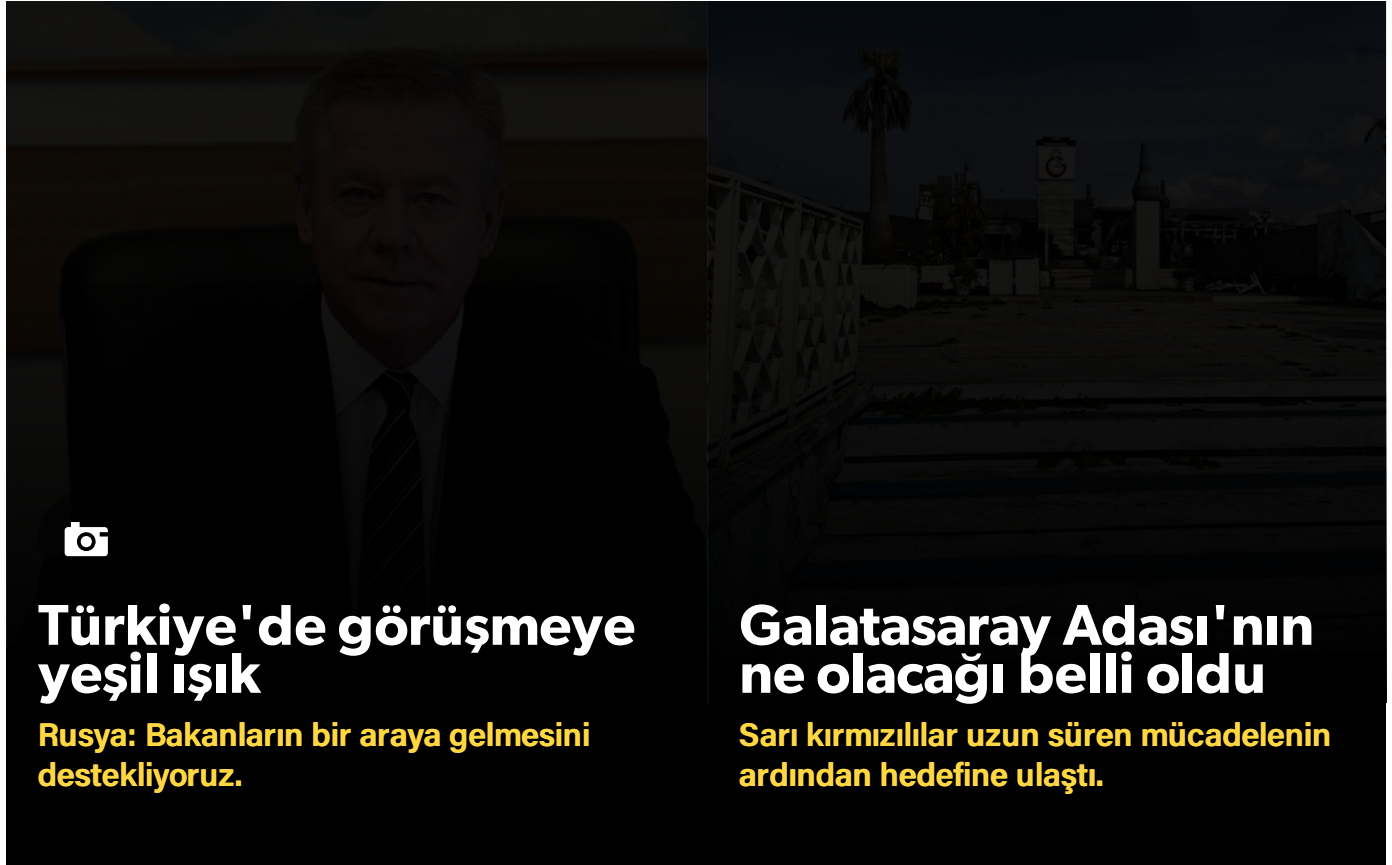 Türkiye'de görüşmeye
yeşil ışık
Rusya: Bakanların bir araya gelmesini
destekliyoruz.
Galatasaray Adası'nın
ne olacağı belli oldu
Sarı kırmızılılar uzun süren mücadelenin
ardından hedefine ulaştı.